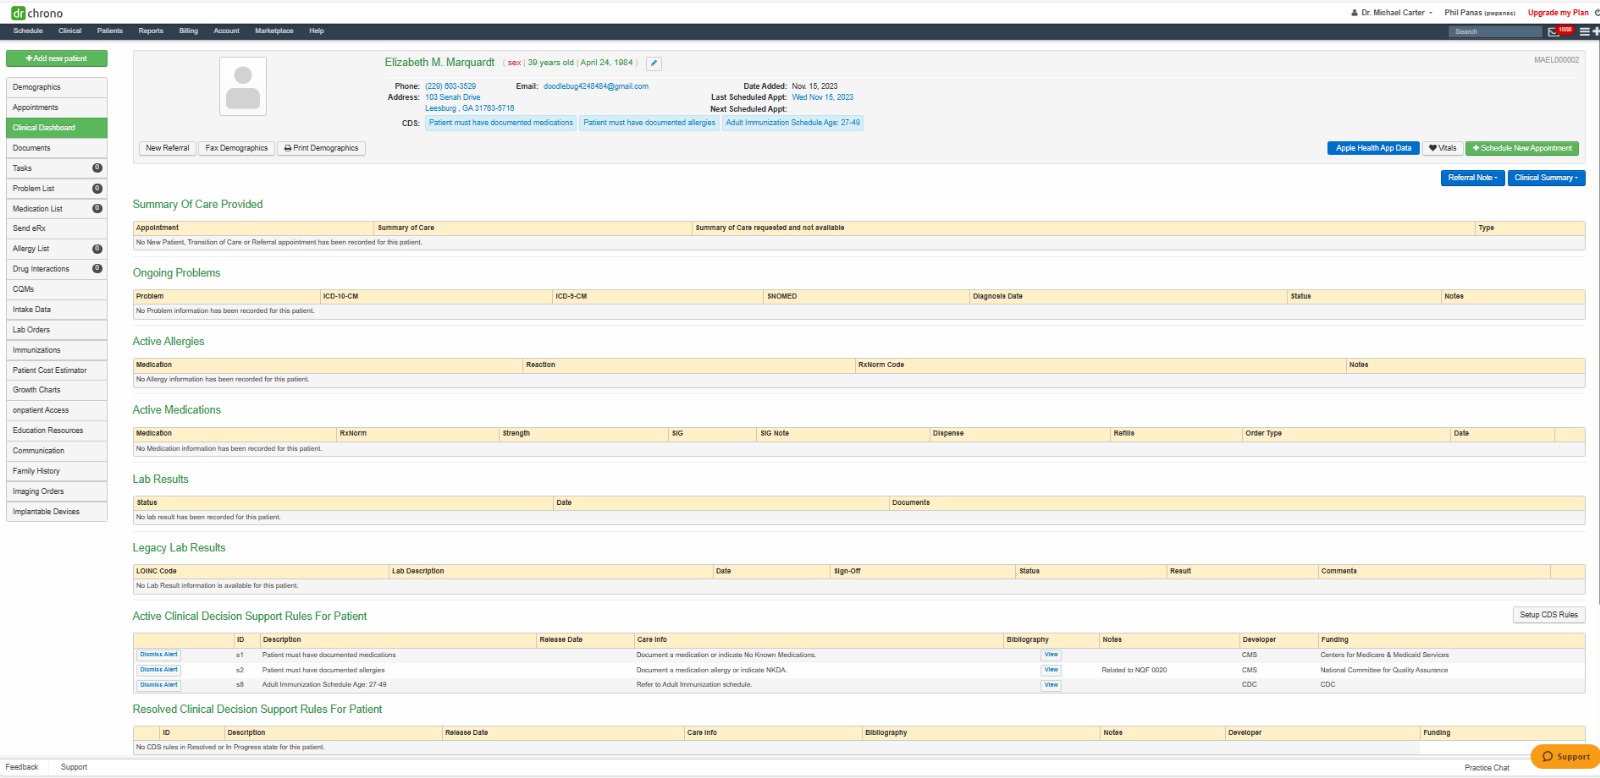 drchrono
Dr. Michael Carter Phil Panas (pwpanas) Upgrade my Plan
Schedule Clinical Patients Reports Billing Account Marketplace Help Search 1058
+ Add new patient
Demographics
Appointments
Clinical Dashboard
Documents
Tasks 0
Problem List 0
Medication List 0
Send eRx
Allergy List 0
Drug Interactions 0
CQMs
Intake Data
Lab Orders
Immunizations
Patient Cost Estimator
Growth Charts
onpatient Access
Education Resources
Communication
Family History
Imaging Orders
Implantable Devices
Elizabeth M. Marquardt ( sex | 39 years old | April 24, 1984 ) MAEL000002
Phone: (229) 603-3529 Email: doodlebug4248484@gmail.com Date Added: Nov. 15, 2023
Address: 103 Senah Drive Last Scheduled Appt: Wed Nov 15, 2023
Leesburg , GA 31763-5716 Next Scheduled Appt:
CDS: Patient must have documented medications Patient must have documented allergies Adult Immunization Schedule Age: 27-49
New Referral Fax Demographics Print Demographics Apple Health App Data Vitals + Schedule New Appointment
Referral Note - Clinical Summary -
Summary Of Care Provided
Appointment Summary of Care Summary of Care requested and not available Type
No New Patient, Transition of Care or Referral appointment has been recorded for this patient.
Ongoing Problems
Problem ICD-10-CM ICD-9-CM SNOMED Diagnosis Date Status Notes
No Problem information has been recorded for this patient.
Active Allergies
Medication Reaction RxNorm Code Notes
No Allergy information has been recorded for this patient.
Active Medications
Medication RxNorm Strength SIG SIG Note Dispense Refills Order Type Date
No Medication information has been recorded for this patient.
Lab Results
Status Date Documents
No lab result has been recorded for this patient.
Legacy Lab Results
LOINC Code Lab Description Date Sign-Off Status Result Comments
No Lab Result information is available for this patient.
Active Clinical Decision Support Rules For Patient Setup CDS Rules
ID Description Release Date Care Info Bibliography Notes Developer Funding
Dismiss Alert s1 Patient must have documented medications Document a medication or indicate No Known Medications. View CMS Centers for Medicare & Medicaid Services
Dismiss Alert s2 Patient must have documented allergies Document a medication allergy or indicate NKDA. View Related to NQF 0020 CMS National Committee for Quality Assurance
Dismiss Alert s8 Adult Immunization Schedule Age: 27-49 Refer to Adult Immunization schedule. View CDC CDC
Resolved Clinical Decision Support Rules For Patient
ID Description Release Date Care Info Bibliography Notes Developer Funding
No CDS rules in Resolved or In Progress state for this patient.
Feedback Support Practice Chat Support